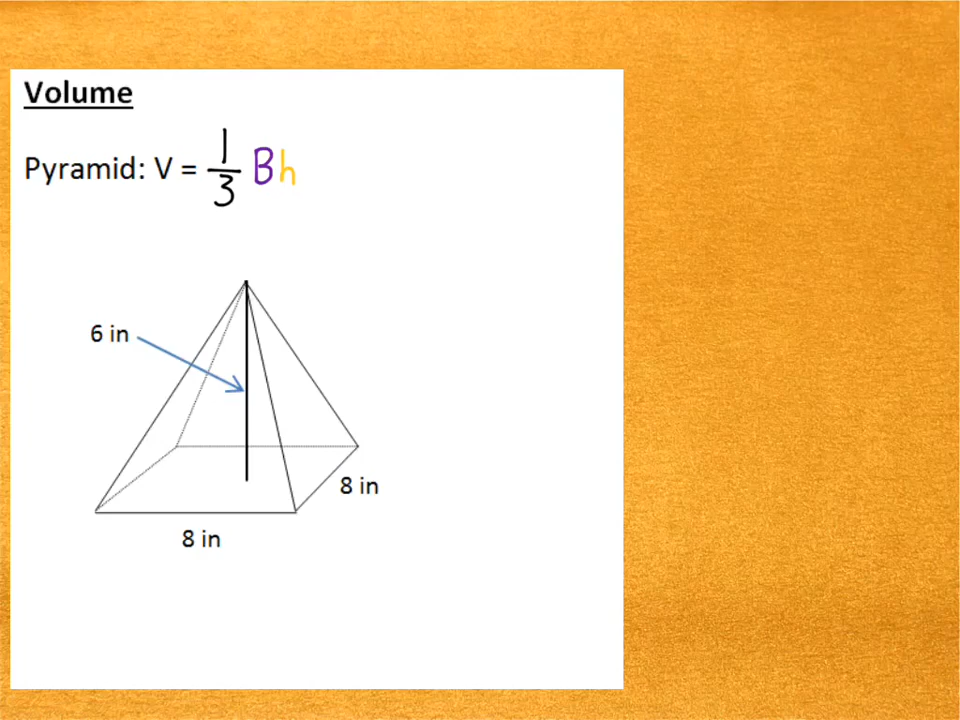 Volume
Pyramid: V = 1/3 Bh
6 in
8 in
8 in